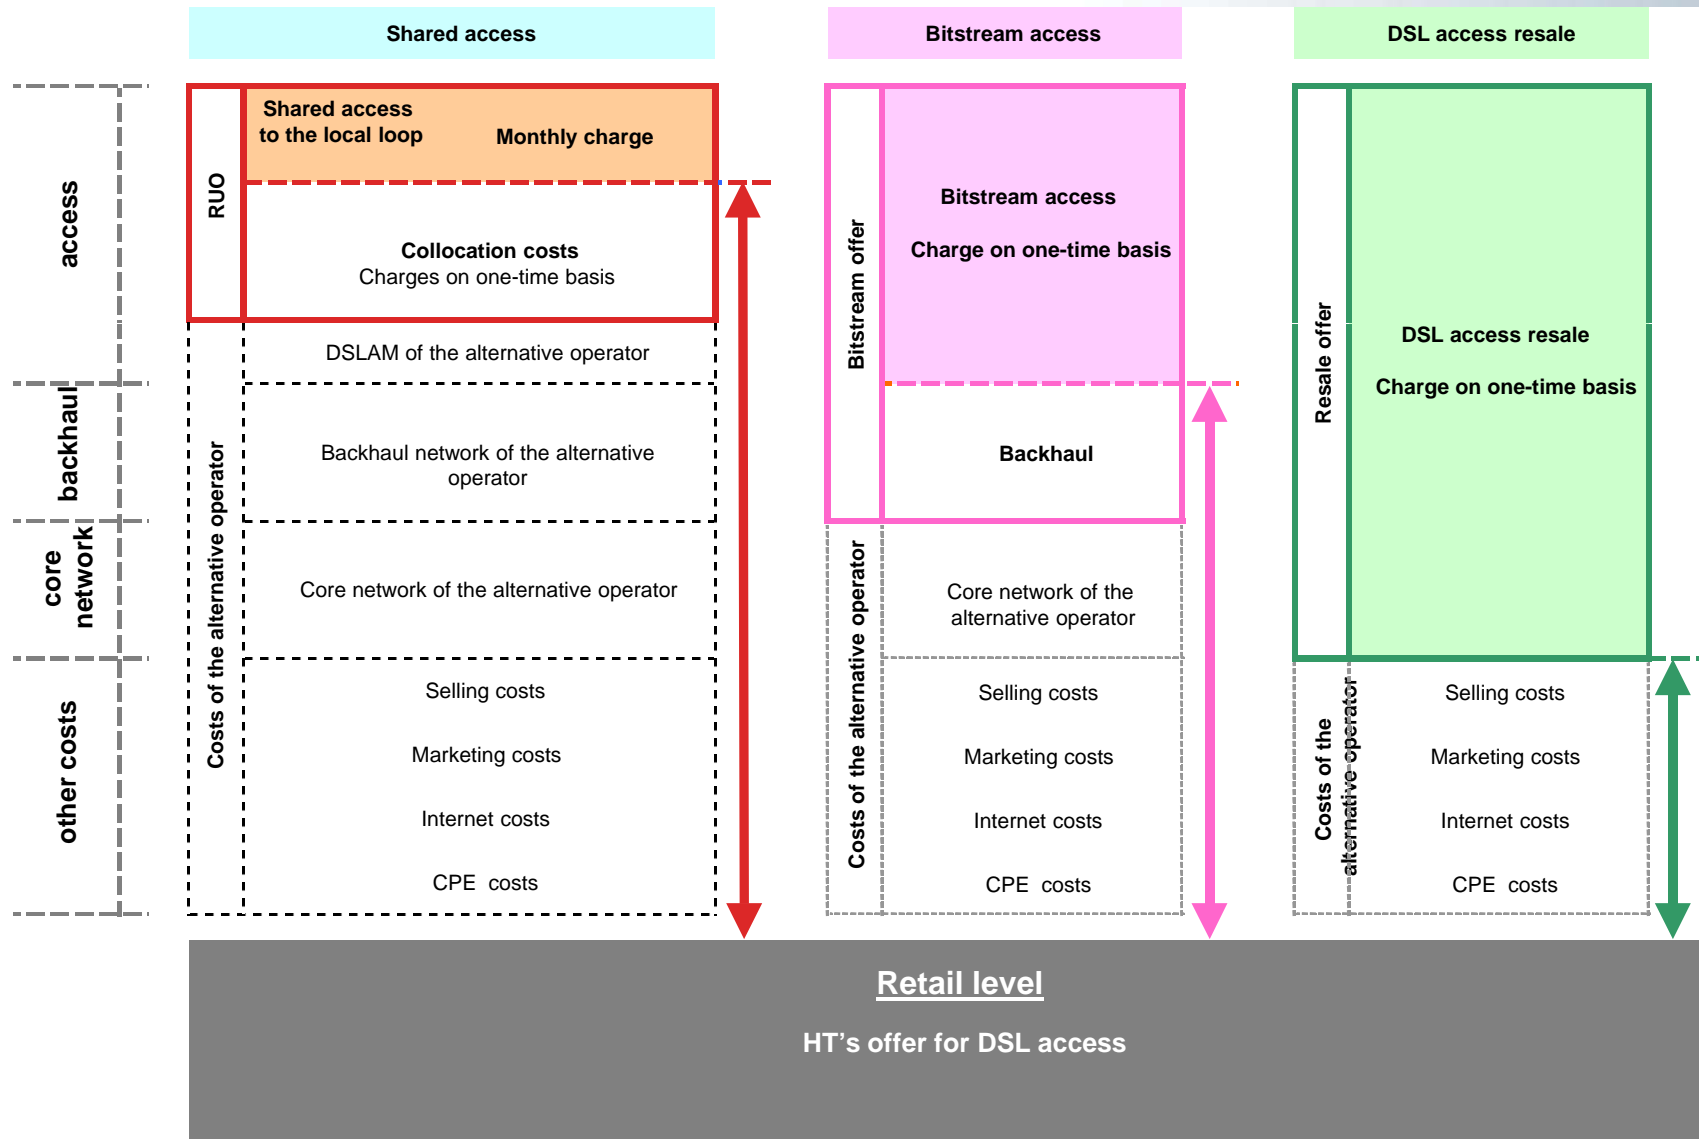 Shared access
Bitstream access
DSL access resale
access
backhaul
core
network
other costs
RUO
Shared access
to the local loop
Monthly charge
Collocation costs
Charges on one-time basis
Costs of the alternative operator
DSLAM of the alternative operator
Backhaul network of the alternative
operator
Core network of the alternative operator
Selling costs
Marketing costs
Internet costs
CPE costs
Bitstream offer
Bitstream access
Charge on one-time basis
Backhaul
Costs of the alternative operator
Core network of the
alternative operator
Selling costs
Marketing costs
Internet costs
CPE costs
Resale offer
DSL access resale
Charge on one-time basis
Costs of the
alternative operator
Selling costs
Marketing costs
Internet costs
CPE costs
Retail level
HT’s offer for DSL access